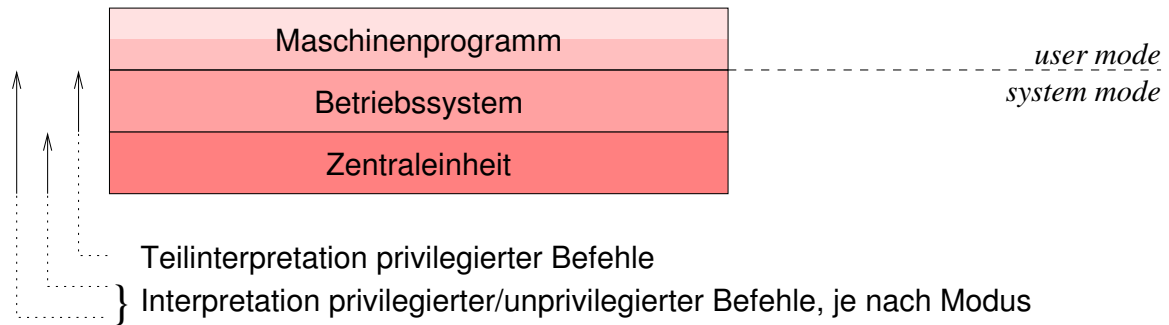 Maschinenprogramm
user mode
Betriebssystem
system mode
Zentraleinheit
Teilinterpretation privilegierter Befehle
} Interpretation privilegierter/unprivilegierter Befehle, je nach Modus